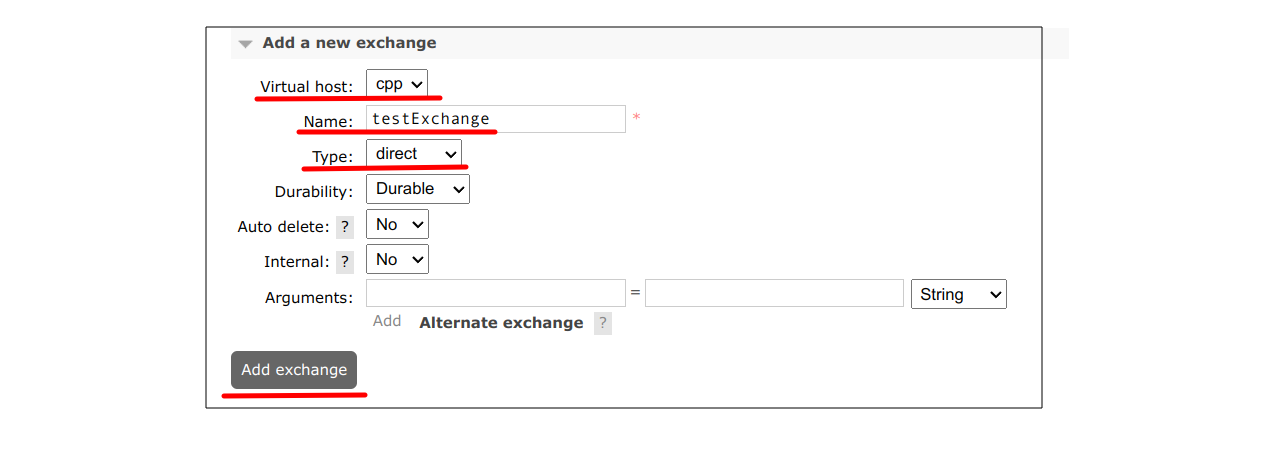 Add a new exchange
Virtual host: cpp
Name: testExchange *
Type: direct
Durability: Durable
Auto delete: ? No
Internal: ? No
Arguments: = String
Add Alternate exchange ?
Add exchange